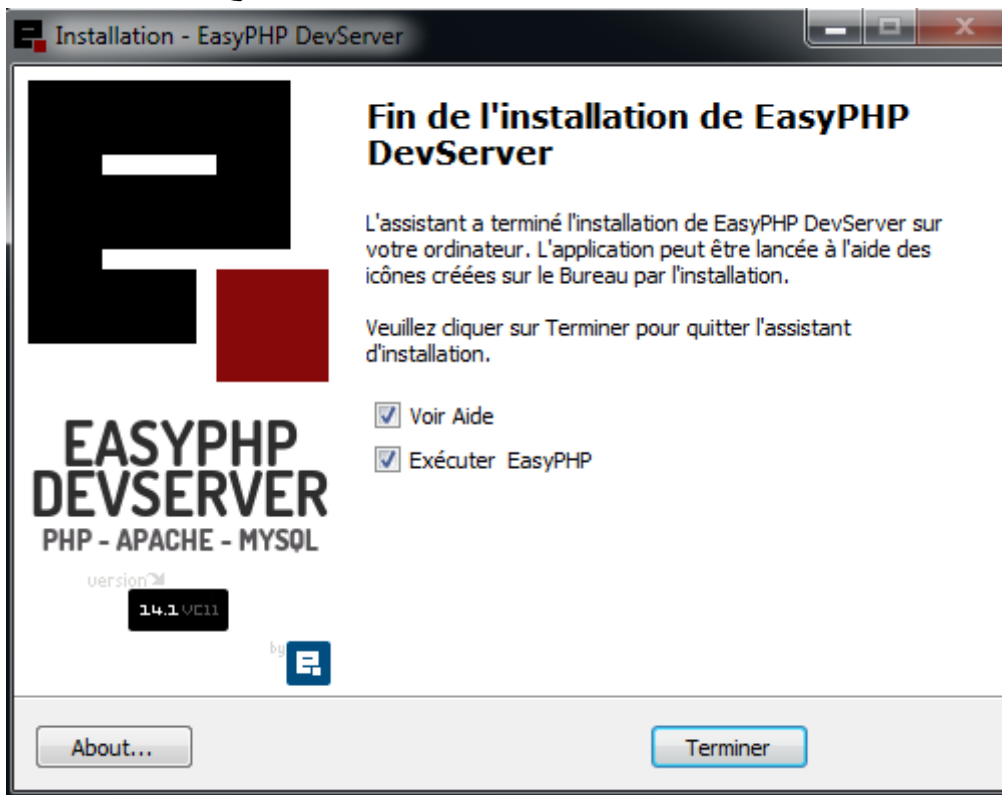 Installation - EasyPHP DevServer
Fin de l'installation de EasyPHP
DevServer
L'assistant a terminé l'installation de EasyPHP DevServer sur
votre ordinateur. L'application peut être lancée à l'aide des
icônes créées sur le Bureau par l'installation.
Veuillez cliquer sur Terminer pour quitter l'assistant
d'installation.
Voir Aide
Exécuter EasyPHP
EASYPHP
DEVSERVER
PHP - APACHE - MYSQL
version
14.1 VC11
by
About...
Terminer